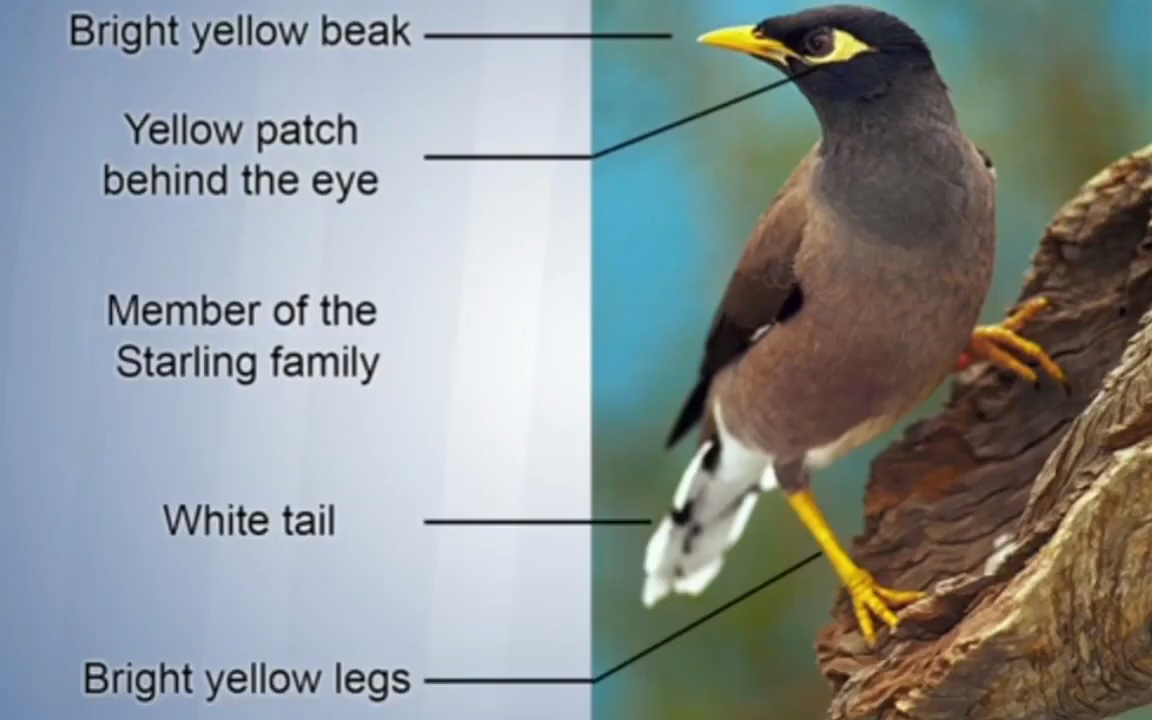 Bright yellow beak
Yellow patch
behind the eye
Member of the
Starling family
White tail
Bright yellow legs